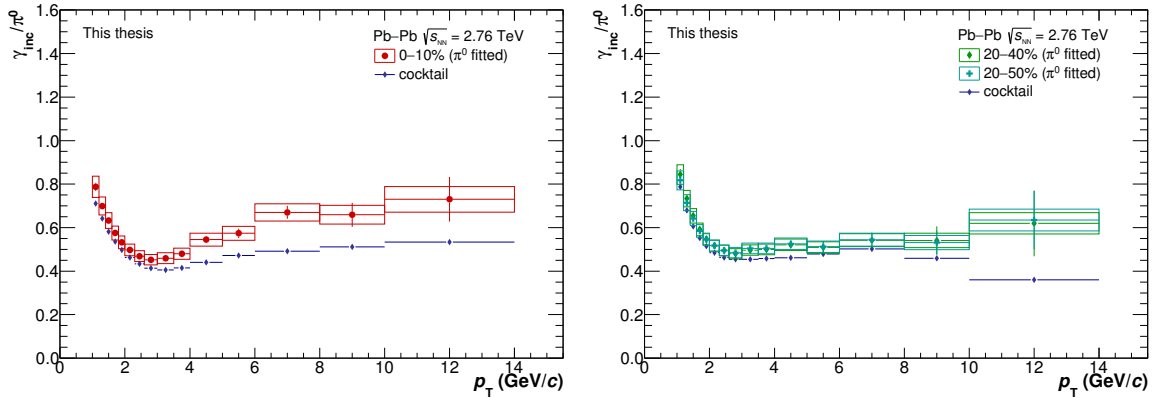 γinc/π⁰
This thesis
Pb−Pb √sNN = 2.76 TeV
0−10% (π⁰ fitted)
cocktail
1.6
1.4
1.2
1.0
0.8
0.6
0.4
0.2
0.0
0 2 4 6 8 10 12 14
pT (GeV/c)
γinc/π⁰
This thesis
Pb−Pb √sNN = 2.76 TeV
20−40% (π⁰ fitted)
20−50% (π⁰ fitted)
cocktail
1.6
1.4
1.2
1.0
0.8
0.6
0.4
0.2
0.0
0 2 4 6 8 10 12 14
pT (GeV/c)